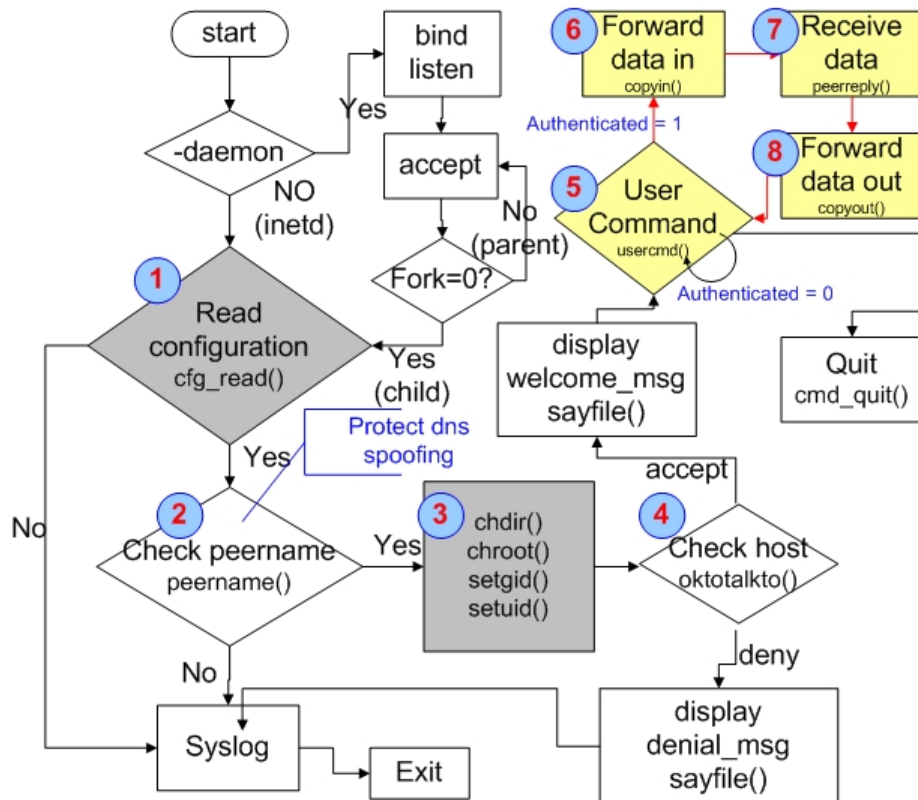 start
-daemon
Yes
NO
(inetd)
bind
listen
accept
No
(parent)
Fork=0?
Yes
(child)
1
Read
configuration
cfg_read()
Yes
No
Protect dns
spoofing
2
Check peername
peername()
Yes
No
3
chdir()
chroot()
setgid()
setuid()
4
Check host
oktotalkto()
accept
deny
display
welcome_msg
sayfile()
display
denial_msg
sayfile()
Syslog
Exit
5
User
Command
usercmd()
Authenticated = 1
Authenticated = 0
6
Forward
data in
copyin()
7
Receive
data
peerreply()
8
Forward
data out
copyout()
Quit
cmd_quit()